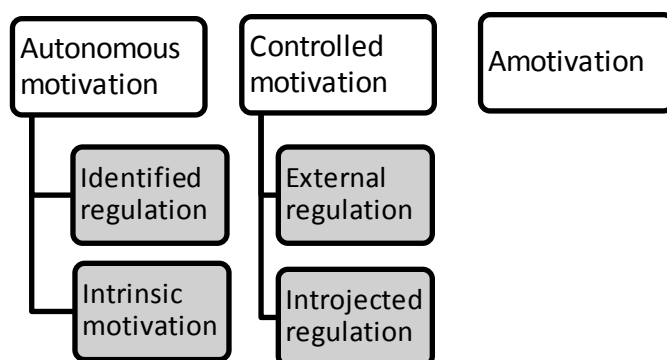 Autonomous
motivation
Identified
regulation
Intrinsic
motivation
Controlled
motivation
External
regulation
Introjected
regulation
Amotivation